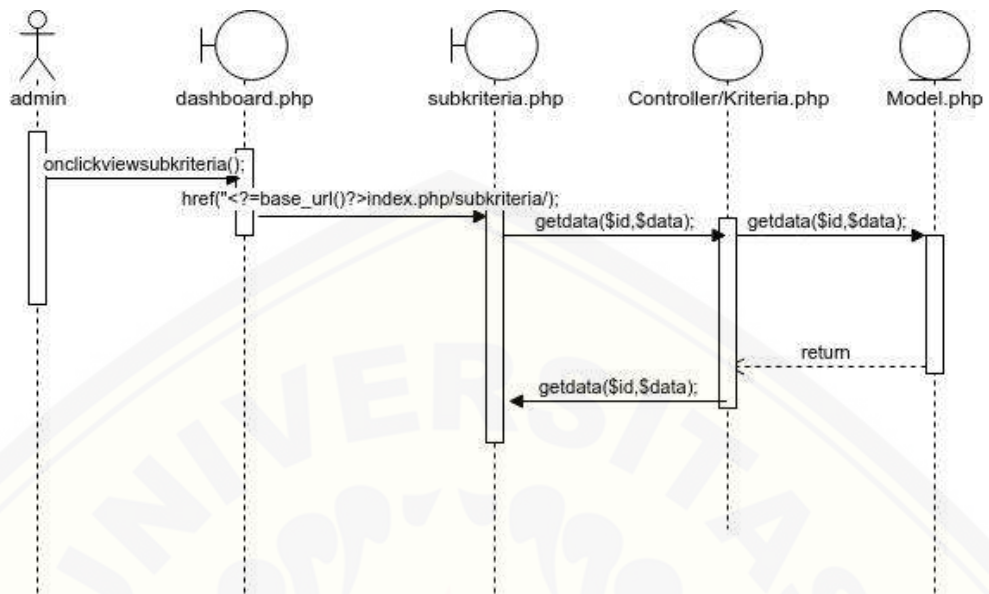 admin
dashboard.php
subkriteria.php
Controller/Kriteria.php
Model.php
onclickviewsubkriteria();
href("<?=base_url()?>index.php/subkriteria/);
getdata($id,$data);
getdata($id,$data);
return
getdata($id,$data);
UNIVERSITAS